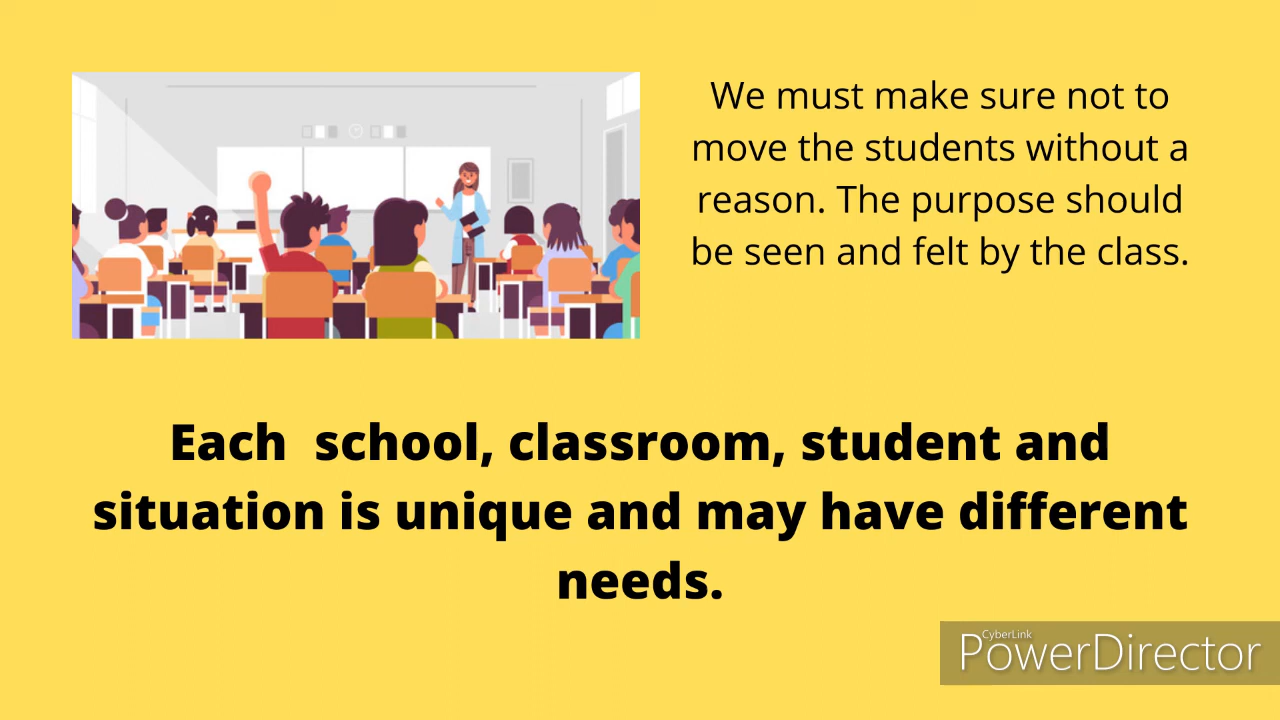 We must make sure not to
move the students without a
reason. The purpose should
be seen and felt by the class.
Each  school, classroom, student and
situation is unique and may have different
needs.
CyberLink
PowerDirector